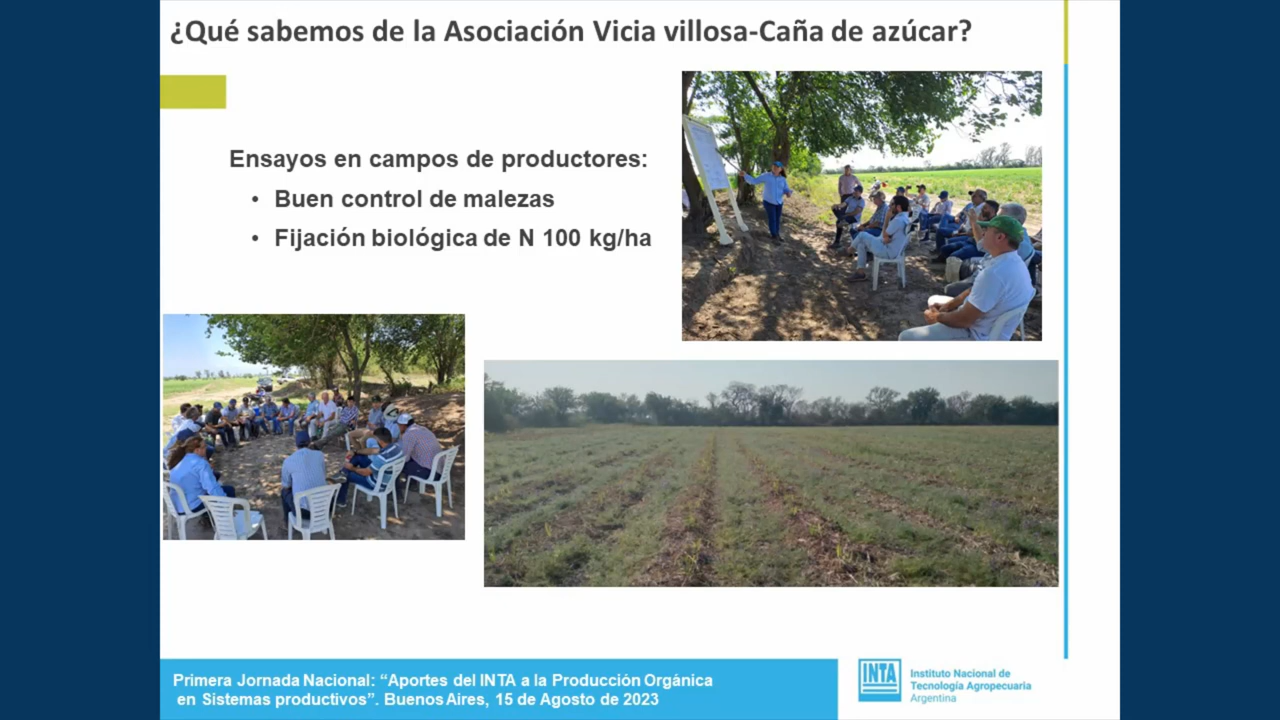 ¿Qué sabemos de la Asociación Vicia villosa-Caña de azúcar?
Ensayos en campos de productores:
• Buen control de malezas
• Fijación biológica de N 100 kg/ha
Primera Jornada Nacional: “Aportes del INTA a la Producción Orgánica
en Sistemas productivos”. Buenos Aires, 15 de Agosto de 2023
INTA
Instituto Nacional de
Tecnología Agropecuaria
Argentina